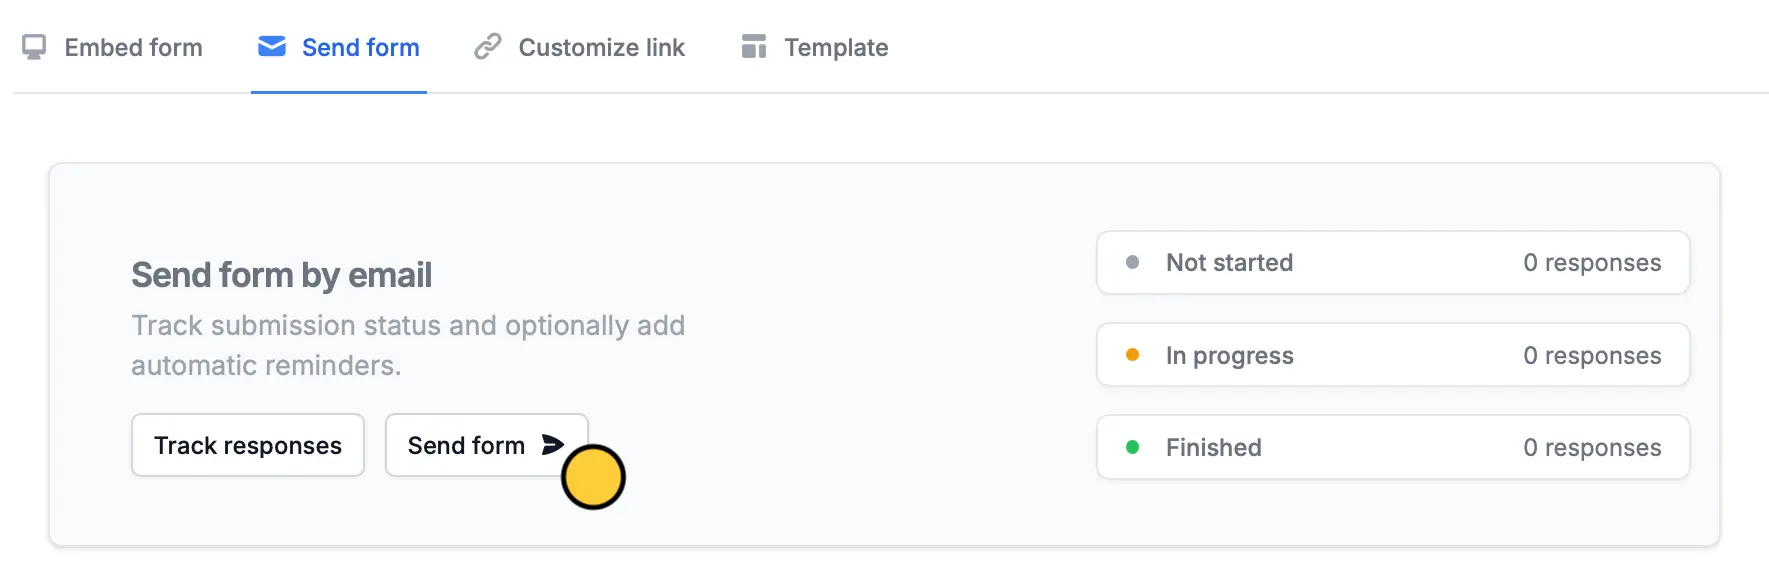 Embed form
Send form
Customize link
Template
Send form by email
Track submission status and optionally add
automatic reminders.
Track responses
Send form
Not started
0 responses
In progress
0 responses
Finished
0 responses